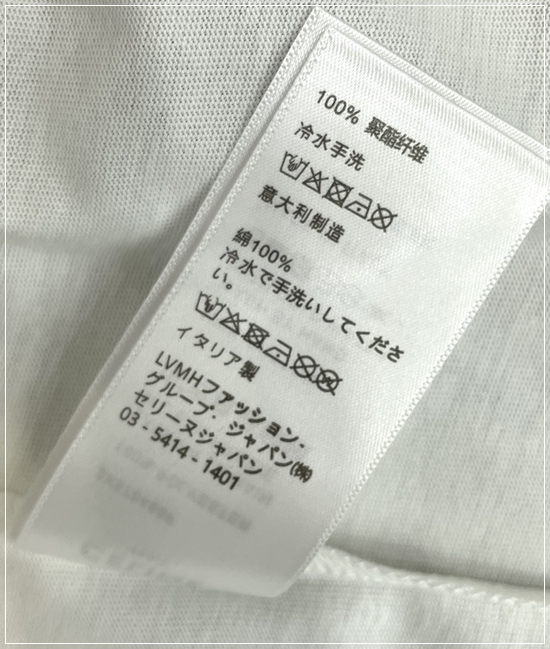 100% 聚酯纤维
冷水手洗
意大利制造
綿100%
冷水で手洗いしてくださ
い。
イタリア製
LVMHファッション・
グループ・ジャパン㈱
セリーヌジャパン
03 - 5414 - 1401